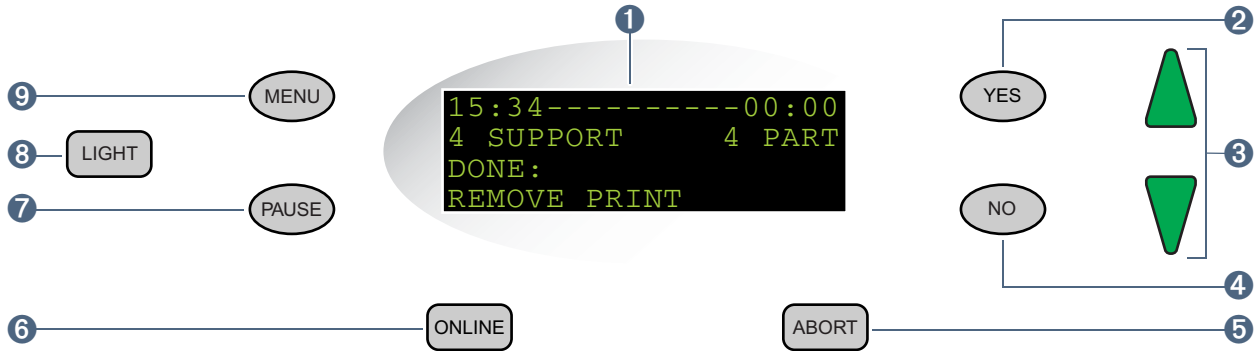 1
2
9
MENU
YES
15:34----------00:00
4 SUPPORT 4 PART
DONE:
REMOVE PRINT
8
LIGHT
3
7
PAUSE
NO
4
6
ONLINE
ABORT
5